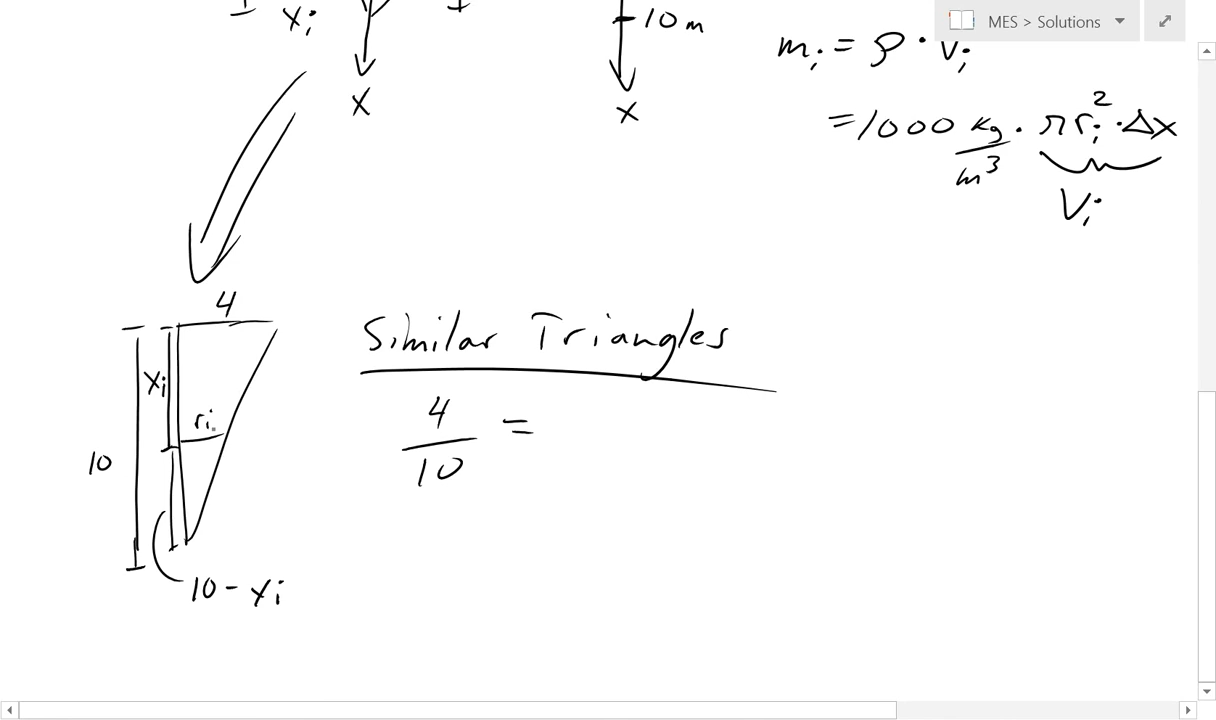 MES > Solutions
xᵢ
10 m
x
x
mᵢ = ρ · Vᵢ
= 1000 kg/m³ · πrᵢ² · Δx
Vᵢ
4
Similar Triangles
xᵢ
rᵢ
10
4/10 =
10 - xᵢ